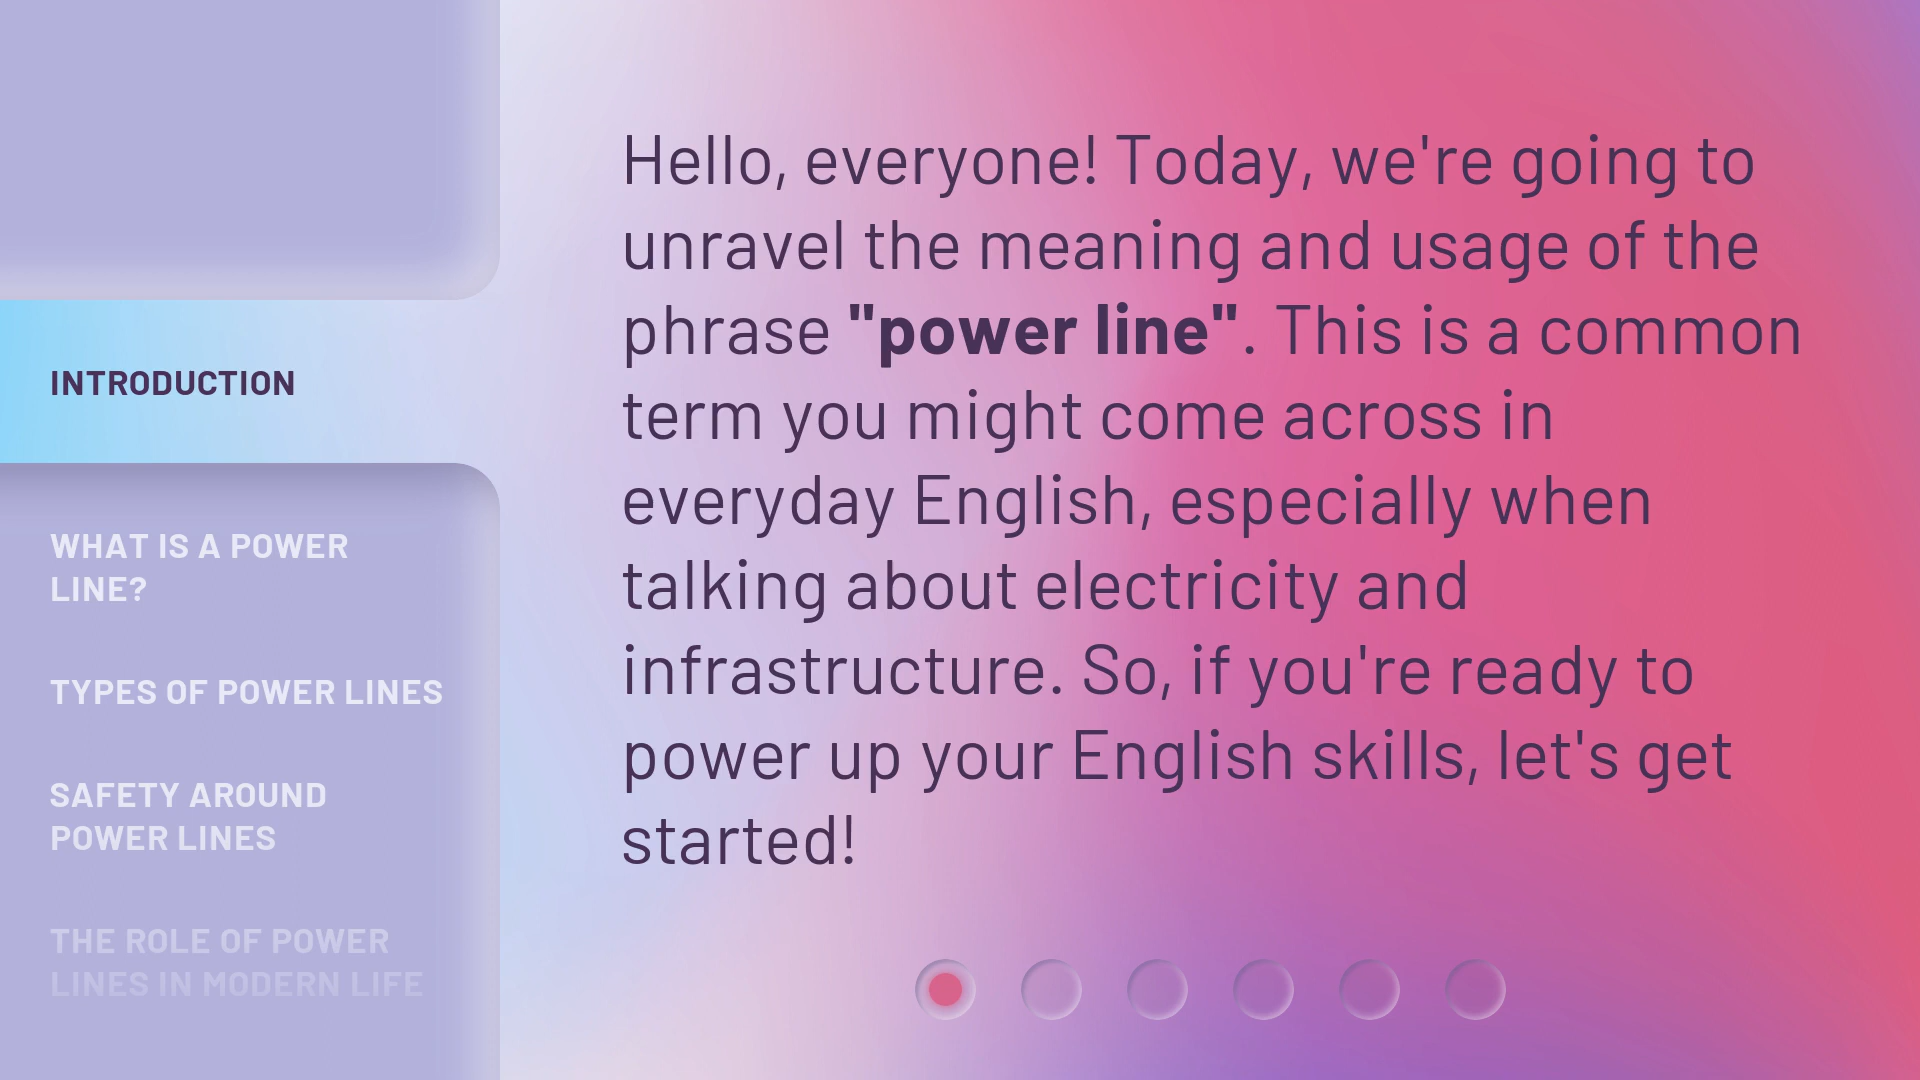 INTRODUCTION
WHAT IS A POWER
LINE?
TYPES OF POWER LINES
SAFETY AROUND
POWER LINES
THE ROLE OF POWER
LINES IN MODERN LIFE
Hello, everyone! Today, we're going to
unravel the meaning and usage of the
phrase "power line". This is a common
term you might come across in
everyday English, especially when
talking about electricity and
infrastructure. So, if you're ready to
power up your English skills, let's get
started!